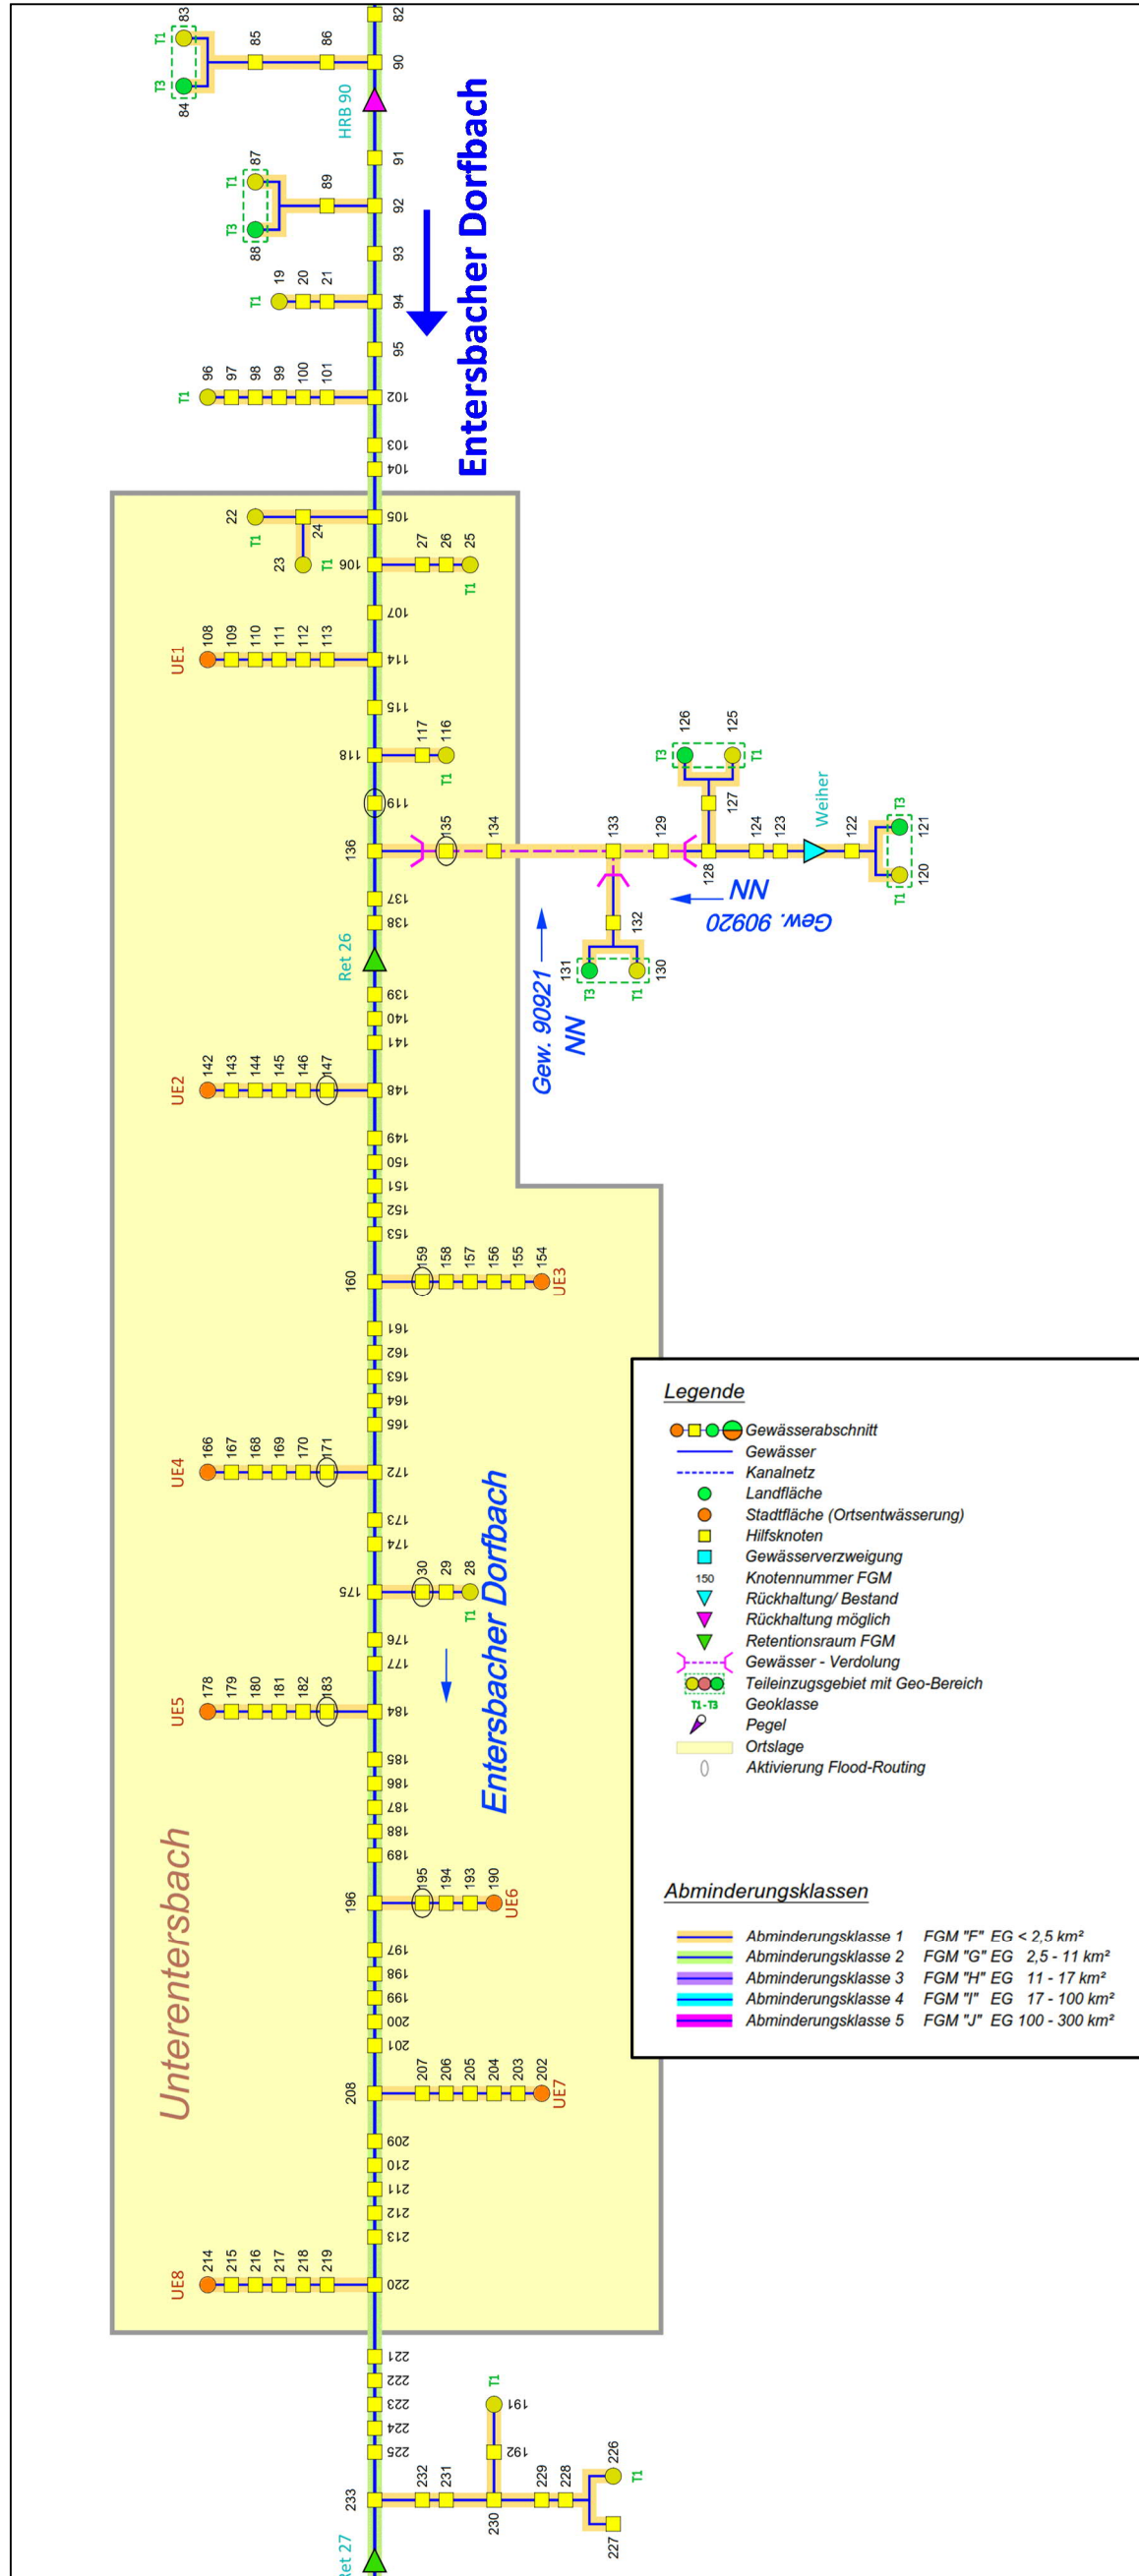 82
T1
83
85
86
90
T3
84
HRB 90
91
T1
87
89
92
T3
88
93
19
20
21
T1
94
95
96
97
98
99
100
101
T1
102
103
104
Entersbacher Dorfbach
22
T1
24
105
23
T1
106
27
26
25
T1
107
UE1
108
109
110
111
112
113
114
115
118
117
116
T1
119
136
135
134
133
129
128
127
T3
126
125
T1
124
123
Weiher
122
T3
121
120
T1
Gew. 90920
NN
132
131
T3
T1
130
Gew. 90921
NN
137
138
Ret 26
139
140
141
UE2
142
143
144
145
146
147
148
149
150
151
152
153
160
159
158
157
156
155
154
UE3
161
162
163
164
165
UE4
166
167
168
169
170
171
172
173
174
175
30
29
28
T1
176
177
Entersbacher Dorfbach
UE5
178
179
180
181
182
183
184
185
186
187
188
189
Unterentersbach
196
195
194
193
190
UE6
197
198
199
200
201
208
207
206
205
204
203
202
UE7
209
210
211
212
213
UE8
214
215
216
217
218
219
220
221
222
223
224
225
T1
191
192
233
232
231
230
229
228
226
T1
227
Ret 27
Legende
Gewässerabschnitt
Gewässer
Kanalnetz
Landfläche
Stadtfläche (Ortsentwässerung)
Hilfsknoten
Gewässerverzweigung
150 Knotennummer FGM
Rückhaltung/ Bestand
Rückhaltung möglich
Retentionsraum FGM
Gewässer - Verdolung
Teileinzugsgebiet mit Geo-Bereich
T1 - T3 Geoklasse
Pegel
Ortslage
Aktivierung Flood-Routing
Abminderungsklassen
Abminderungsklasse 1 FGM "F" EG < 2,5 km²
Abminderungsklasse 2 FGM "G" EG 2,5 - 11 km²
Abminderungsklasse 3 FGM "H" EG 11 - 17 km²
Abminderungsklasse 4 FGM "I" EG 17 - 100 km²
Abminderungsklasse 5 FGM "J" EG 100 - 300 km²